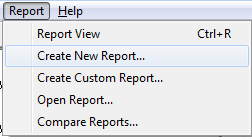 Report Help
Report View Ctrl+R
Create New Report...
Create Custom Report...
Open Report...
Compare Reports...